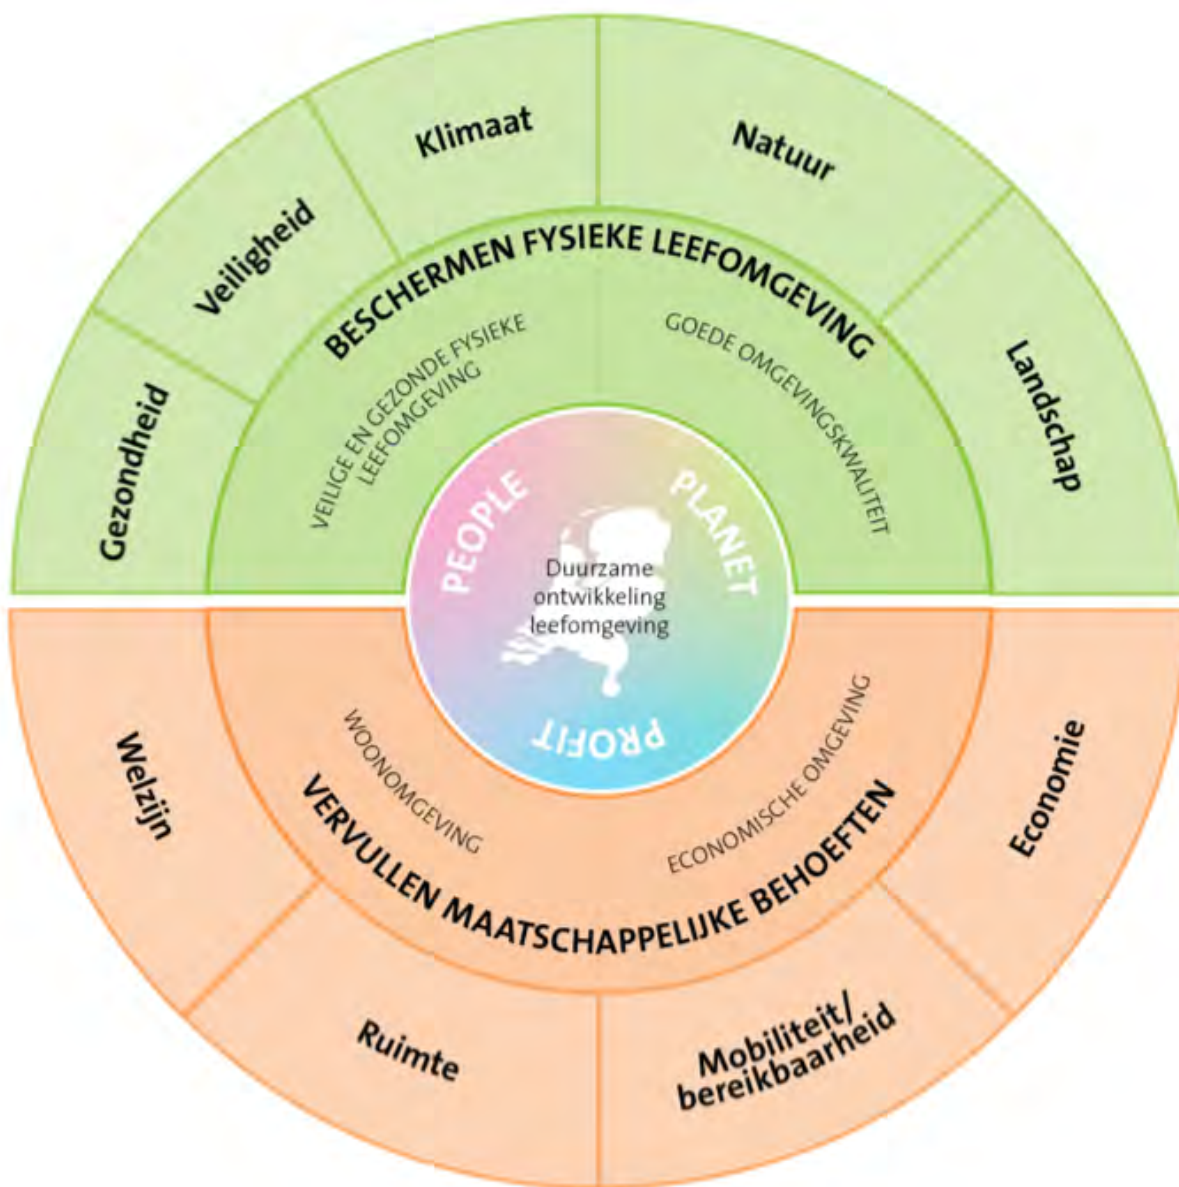 Klimaat
Natuur
Veiligheid
Landschap
Gezondheid
BESCHERMEN FYSIEKE LEEFOMGEVING
VEILIGE EN GEZONDE FYSIEKE
LEEFOMGEVING
GOEDE OMGEVINGSKWALITEIT
PEOPLE
PLANET
PROFIT
Duurzame
ontwikkeling
leefomgeving
WOONOMGEVING
ECONOMISCHE OMGEVING
VERVULLEN MAATSCHAPPELIJKE BEHOEFTEN
Welzijn
Economie
Ruimte
Mobiliteit/
bereikbaarheid